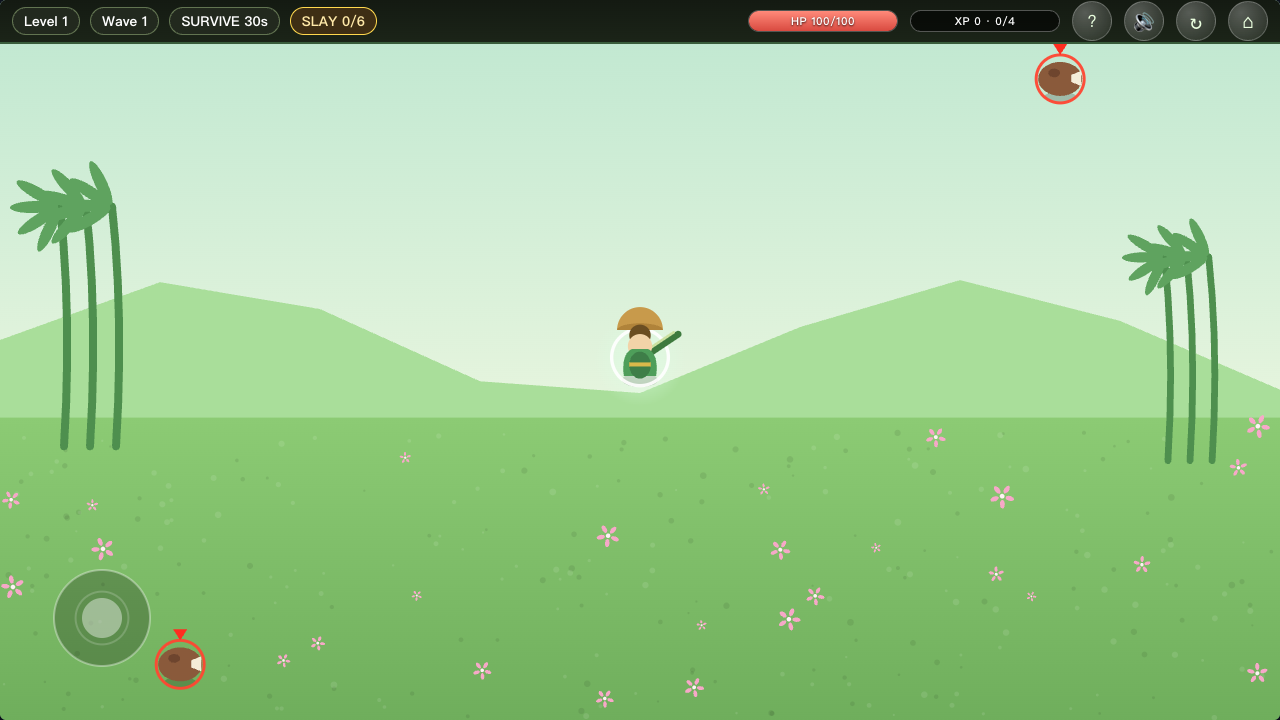 Level 1
Wave 1
SURVIVE 30s
SLAY 0/6
HP 100/100
XP 0 · 0/4
?